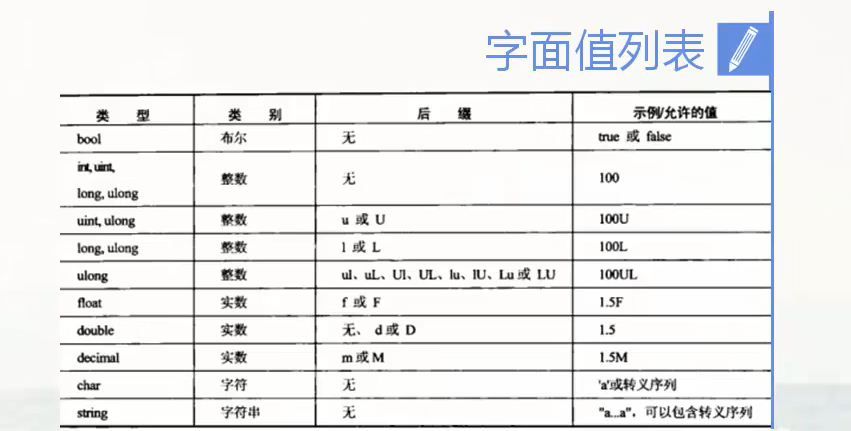 字面值列表
类 型 类 别 后 缀 示例/允许的值
bool 布尔 无 true 或 false
int, uint,
long, ulong 整数 无 100
uint, ulong 整数 u 或 U 100U
long, ulong 整数 l 或 L 100L
ulong 整数 ul、uL、Ul、UL、lu、lU、Lu 或 LU 100UL
float 实数 f 或 F 1.5F
double 实数 无、 d 或 D 1.5
decimal 实数 m 或 M 1.5M
char 字符 无 'a'或转义序列
string 字符串 无 "a...a"，可以包含转义序列